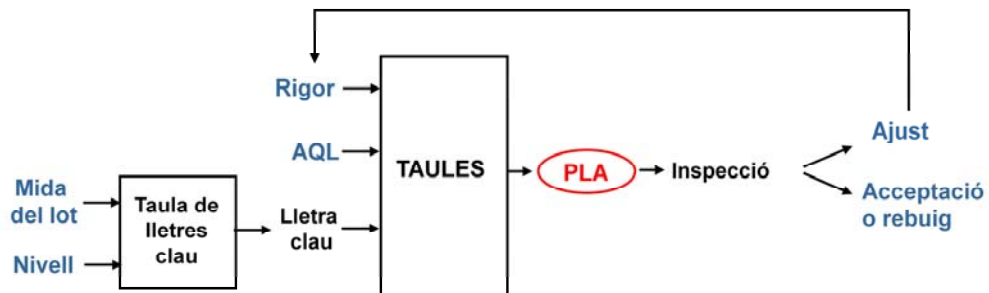 Rigor
AQL
Mida
del lot
Nivell
Taula de
lletres
clau
Lletra
clau
TAULES
PLA
Inspecció
Ajust
Acceptació
o rebuig